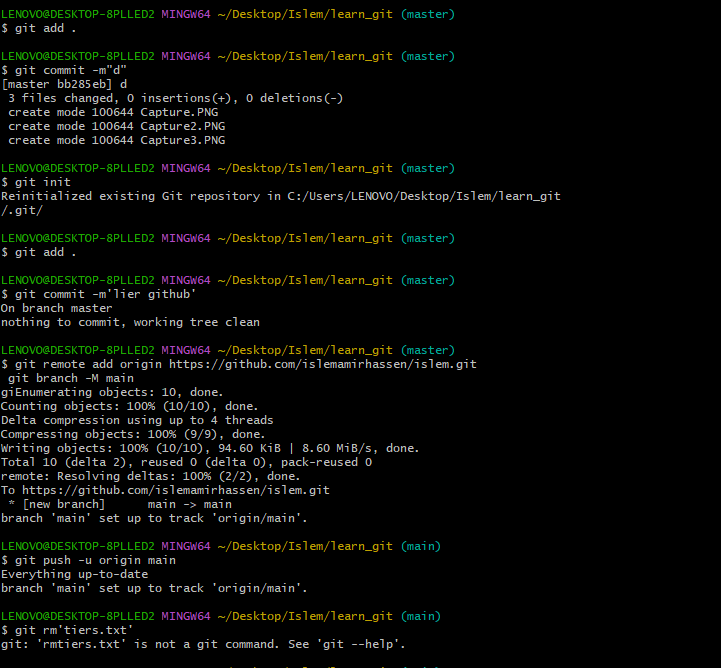 LENOVO@DESKTOP-8PLLED2 MINGW64 ~/Desktop/Islem/learn_git (master)
$ git add .
LENOVO@DESKTOP-8PLLED2 MINGW64 ~/Desktop/Islem/learn_git (master)
$ git commit -m"d"
[master bb285eb] d
 3 files changed, 0 insertions(+), 0 deletions(-)
 create mode 100644 Capture.PNG
 create mode 100644 Capture2.PNG
 create mode 100644 Capture3.PNG
LENOVO@DESKTOP-8PLLED2 MINGW64 ~/Desktop/Islem/learn_git (master)
$ git init
Reinitialized existing Git repository in C:/Users/LENOVO/Desktop/Islem/learn_git
/.git/
LENOVO@DESKTOP-8PLLED2 MINGW64 ~/Desktop/Islem/learn_git (master)
$ git add .
LENOVO@DESKTOP-8PLLED2 MINGW64 ~/Desktop/Islem/learn_git (master)
$ git commit -m'lier github'
On branch master
nothing to commit, working tree clean
LENOVO@DESKTOP-8PLLED2 MINGW64 ~/Desktop/Islem/learn_git (master)
$ git remote add origin https://github.com/islemamirhassen/islem.git
 git branch -M main
giEnumerating objects: 10, done.
Counting objects: 100% (10/10), done.
Delta compression using up to 4 threads
Compressing objects: 100% (9/9), done.
Writing objects: 100% (10/10), 94.60 KiB | 8.60 MiB/s, done.
Total 10 (delta 2), reused 0 (delta 0), pack-reused 0
remote: Resolving deltas: 100% (2/2), done.
To https://github.com/islemamirhassen/islem.git
 * [new branch]      main -> main
branch 'main' set up to track 'origin/main'.
LENOVO@DESKTOP-8PLLED2 MINGW64 ~/Desktop/Islem/learn_git (main)
$ git push -u origin main
Everything up-to-date
branch 'main' set up to track 'origin/main'.
LENOVO@DESKTOP-8PLLED2 MINGW64 ~/Desktop/Islem/learn_git (main)
$ git rm'tiers.txt'
git: 'rmtiers.txt' is not a git command. See 'git --help'.